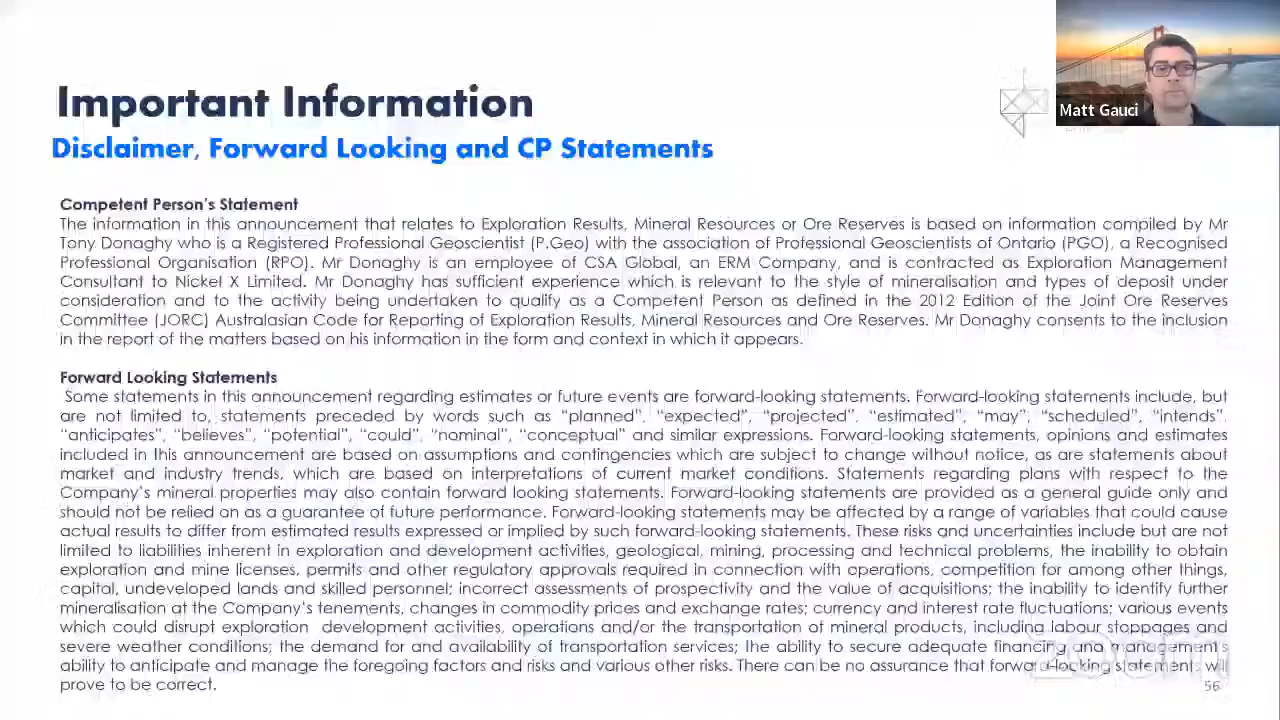 Important Information
Disclaimer, Forward Looking and CP Statements
Matt Gauci
Competent Person's Statement
The information in this announcement that relates to Exploration Results, Mineral Resources or Ore Reserves is based on information compiled by Mr
Tony Donaghy who is a Registered Professional Geoscientist (P.Geo) with the association of Professional Geoscientists of Ontario (PGO), a Recognised
Professional Organisation (RPO). Mr Donaghy is an employee of CSA Global, an ERM Company, and is contracted as Exploration Management
Consultant to Nickel X Limited. Mr Donaghy has sufficient experience which is relevant to the style of mineralisation and types of deposit under
consideration and to the activity being undertaken to qualify as a Competent Person as defined in the 2012 Edition of the Joint Ore Reserves
Committee (JORC) Australasian Code for Reporting of Exploration Results, Mineral Resources and Ore Reserves. Mr Donaghy consents to the inclusion
in the report of the matters based on his information in the form and context in which it appears.
Forward Looking Statements
Some statements in this announcement regarding estimates or future events are forward-looking statements. Forward-looking statements include, but
are not limited to, statements preceded by words such as "planned", "expected", "projected", "estimated", "may", "scheduled", "intends",
"anticipates", "believes", "potential", "could", "nominal", "conceptual" and similar expressions. Forward-looking statements, opinions and estimates
included in this announcement are based on assumptions and contingencies which are subject to change without notice, as are statements about
market and industry trends, which are based on interpretations of current market conditions. Statements regarding plans with respect to the
Company's mineral properties may also contain forward looking statements. Forward-looking statements are provided as a general guide only and
should not be relied on as a guarantee of future performance. Forward-looking statements may be affected by a range of variables that could cause
actual results to differ from estimated results expressed or implied by such forward-looking statements. These risks and uncertainties include but are not
limited to liabilities inherent in exploration and development activities, geological, mining, processing and technical problems, the inability to obtain
exploration and mine licenses, permits and other regulatory approvals required in connection with operations, competition for among other things,
capital, undeveloped lands and skilled personnel; incorrect assessments of prospectivity and the value of acquisitions; the inability to identify further
mineralisation at the Company's tenements, changes in commodity prices and exchange rates; currency and interest rate fluctuations; various events
which could disrupt exploration development activities, operations and/or the transportation of mineral products, including labour stoppages and
severe weather conditions; the demand for and availability of transportation services; the ability to secure adequate financing and management's
ability to anticipate and manage the foregoing factors and risks and various other risks. There can be no assurance that forward-looking statements will
prove to be correct.
zoom
56